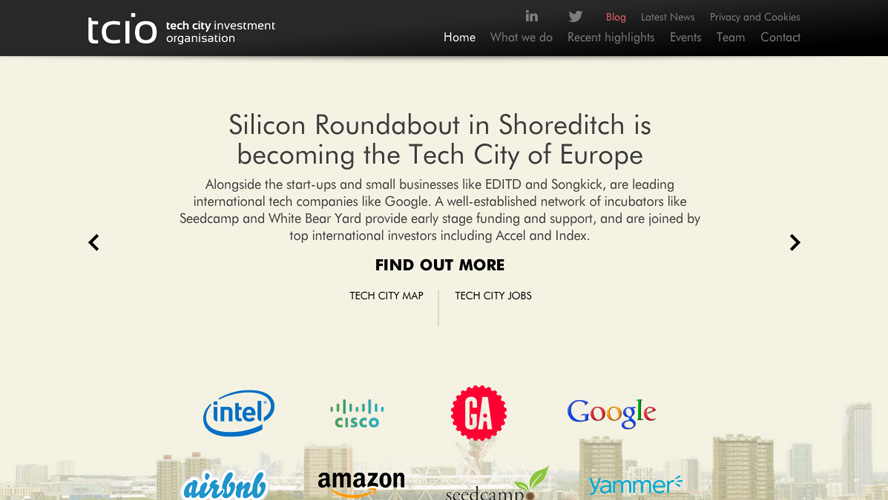 tcio
tech city investment
organisation
Blog Latest News Privacy and Cookies
Home What we do Recent highlights Events Team Contact
Silicon Roundabout in Shoreditch is
becoming the Tech City of Europe
Alongside the start-ups and small businesses like EDITD and Songkick, are leading
international tech companies like Google. A well-established network of incubators like
Seedcamp and White Bear Yard provide early stage funding and support, and are joined by
top international investors including Accel and Index.
FIND OUT MORE
TECH CITY MAP TECH CITY JOBS
intel CISCO GA Google
airbnb amazon seedcamp yammer